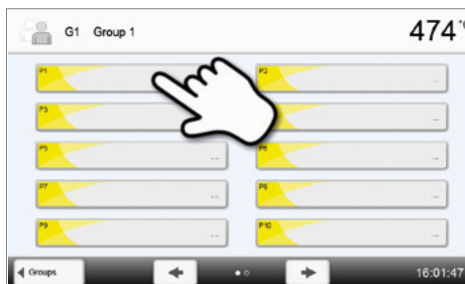 G1 Group 1 474 °C
P1 ... P2 ...
P3
P5 ... P6 ...
P7 ... P8 ...
P9 ... P10 ...
Groups 16:01:47